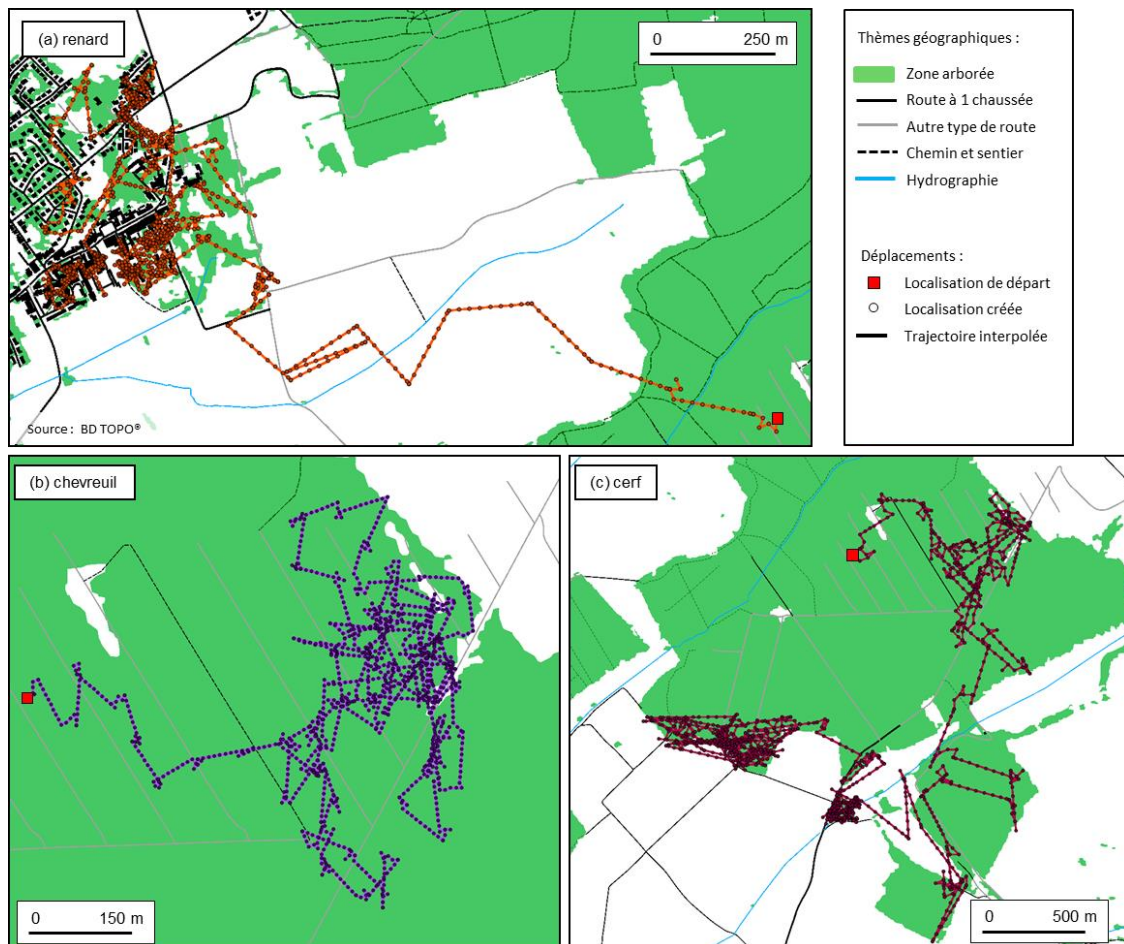 (a) renard
0 250 m
Source : BD TOPO®
Thèmes géographiques :
Zone arborée
Route à 1 chaussée
Autre type de route
Chemin et sentier
Hydrographie
Déplacements :
Localisation de départ
Localisation créée
Trajectoire interpolée
(b) chevreuil
0 150 m
(c) cerf
0 500 m